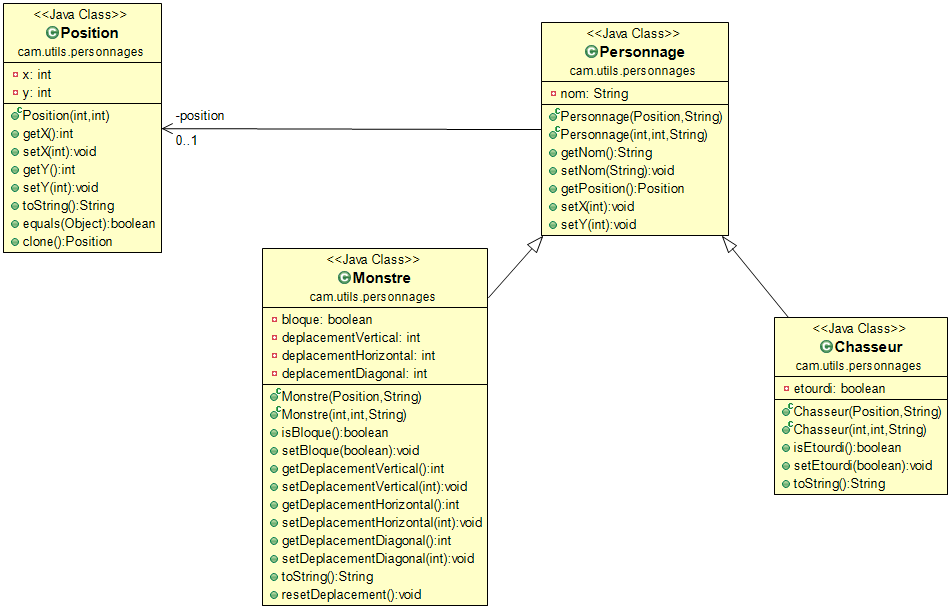 <<Java Class>>
Position
cam.utils.personnages
x: int
y: int
Position(int,int)
getX():int
setX(int):void
getY():int
setY(int):void
toString():String
equals(Object):boolean
clone():Position
-position
0..1
<<Java Class>>
Personnage
cam.utils.personnages
nom: String
Personnage(Position,String)
Personnage(int,int,String)
getNom():String
setNom(String):void
getPosition():Position
setX(int):void
setY(int):void
<<Java Class>>
Monstre
cam.utils.personnages
bloque: boolean
deplacementVertical: int
deplacementHorizontal: int
deplacementDiagonal: int
Monstre(Position,String)
Monstre(int,int,String)
isBloque():boolean
setBloque(boolean):void
getDeplacementVertical():int
setDeplacementVertical(int):void
getDeplacementHorizontal():int
setDeplacementHorizontal(int):void
getDeplacementDiagonal():int
setDeplacementDiagonal(int):void
toString():String
resetDeplacement():void
<<Java Class>>
Chasseur
cam.utils.personnages
etourdi: boolean
Chasseur(Position,String)
Chasseur(int,int,String)
isEtourdi():boolean
setEtourdi(boolean):void
toString():String